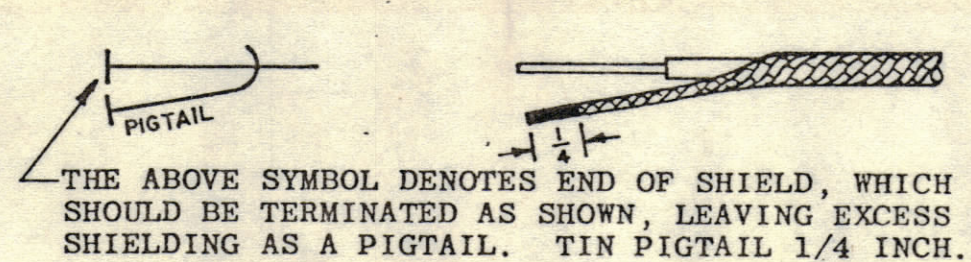 PIGTAIL
1/4
THE ABOVE SYMBOL DENOTES END OF SHIELD, WHICH
SHOULD BE TERMINATED AS SHOWN, LEAVING EXCESS
SHIELDING AS A PIGTAIL. TIN PIGTAIL 1/4 INCH.